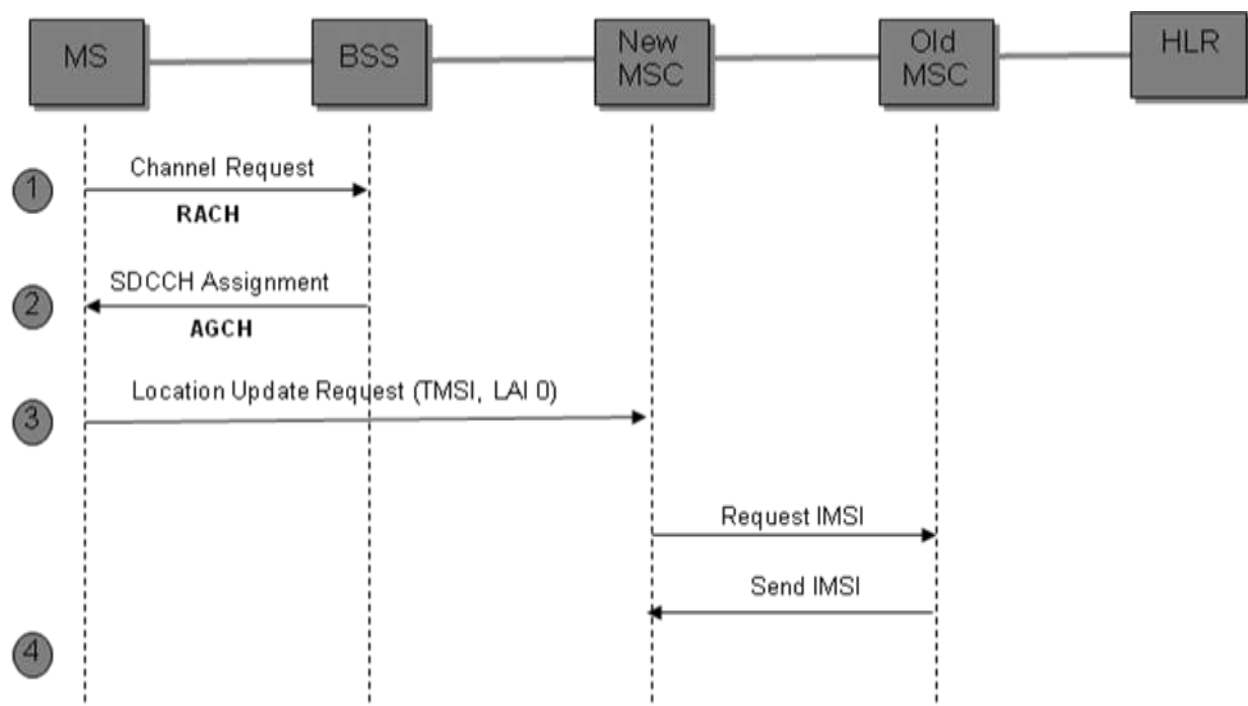 MS
BSS
New
MSC
Old
MSC
HLR
Channel Request
1
RACH
SDCCH Assignment
2
AGCH
Location Update Request (TMSI, LAI 0)
3
Request IMSI
Send IMSI
4